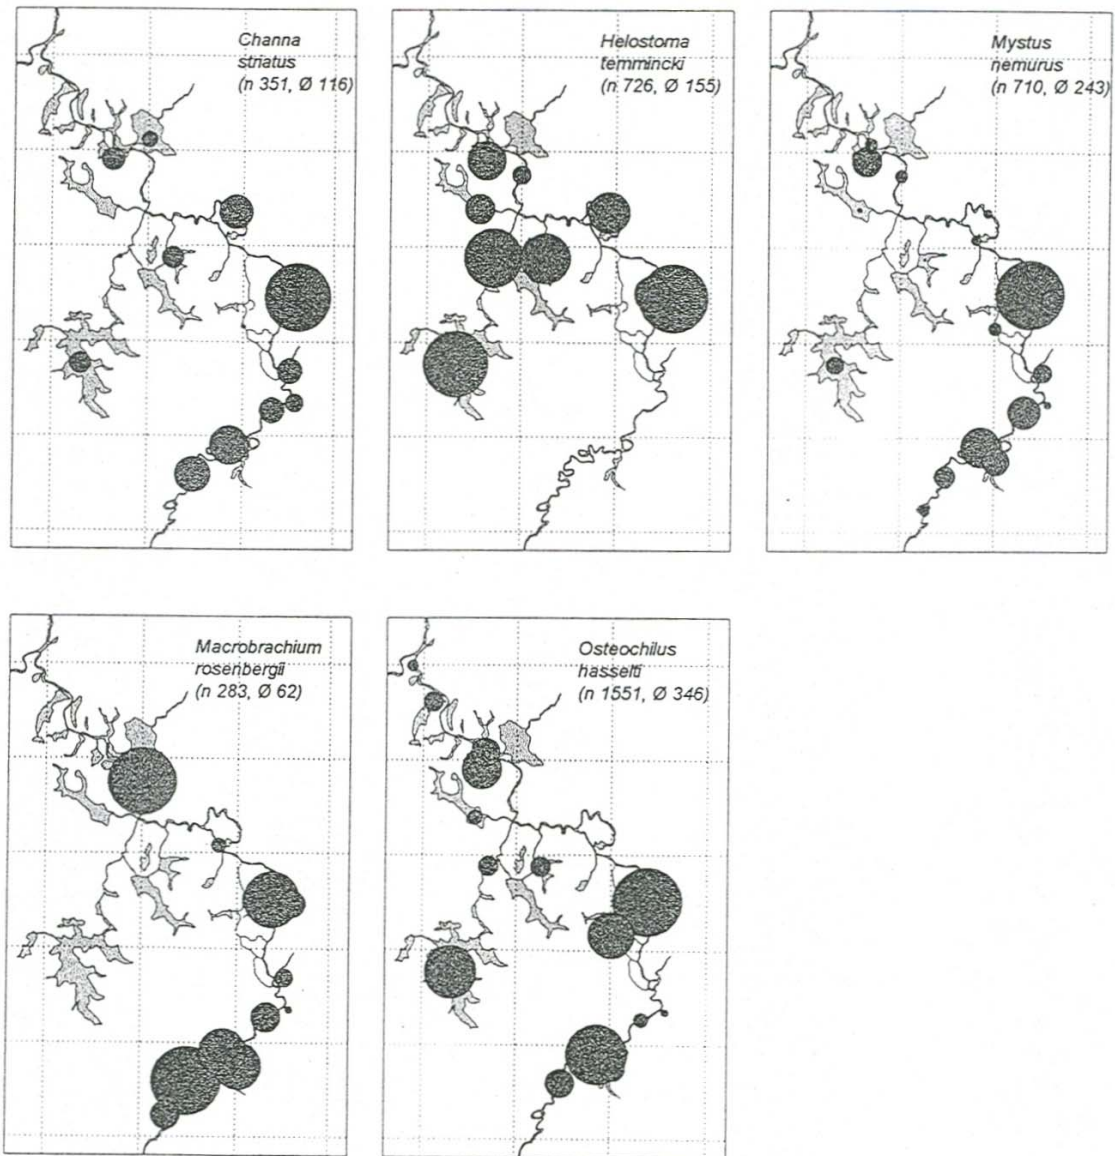 Channa
striatus
(n 351, Ø 116)
Helostoma
temmincki
(n 726, Ø 155)
Mystus
nemurus
(n 710, Ø 243)
Macrobrachium
rosenbergii
(n 283, Ø 62)
Osteochilus
hasselti
(n 1551, Ø 346)